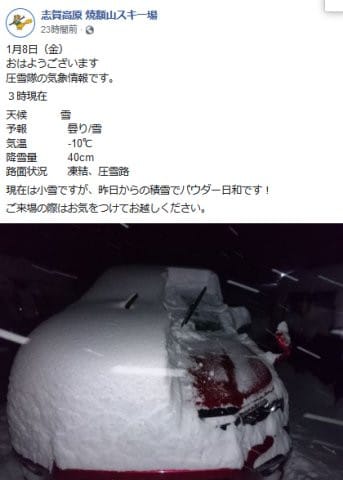 志賀高原 焼額山スキー場
23時間前·
1月8日（金）
おはようございます
圧雪隊の気象情報です。
３時現在
天候 雪
予報 曇り/雪
気温 -10℃
降雪量 40cm
路面状況 凍結、圧雪路
現在は小雪ですが、昨日からの積雪でパウダー日和です！
ご来場の際はお気をつけてお越しください。